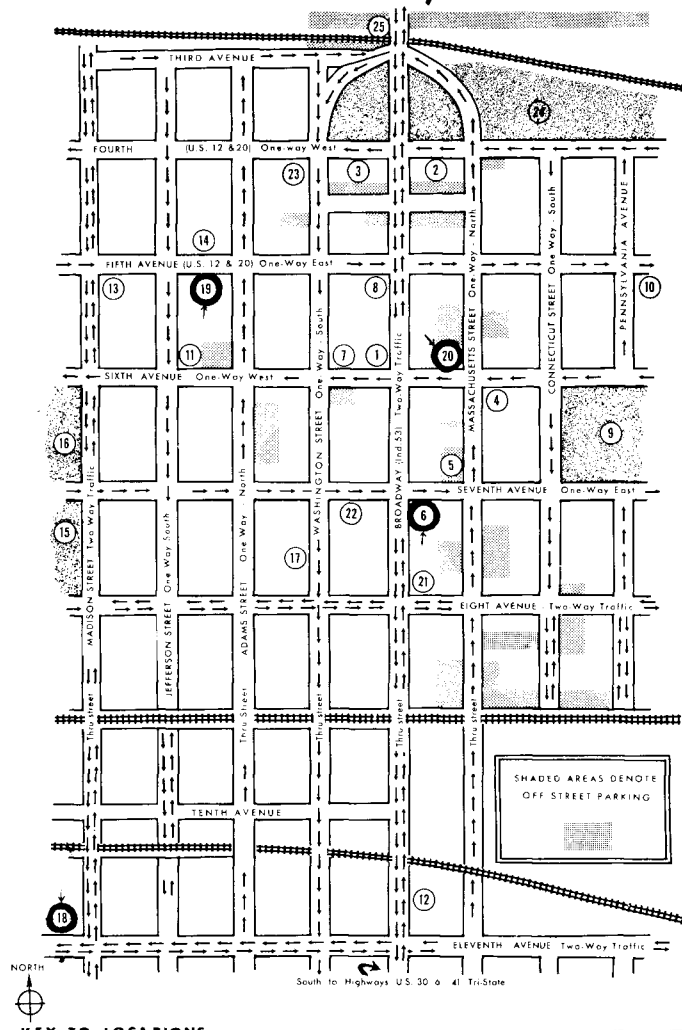 25
THIRD AVENUE
24
FOURTH (U.S. 12 & 20) One-way West
23
3
2
14
FIFTH AVENUE (U.S. 12 & 20) One-Way East
13
19
8
10
11
7
1
20
SIXTH AVENUE One-Way West
16
4
9
5
SEVENTH AVENUE One-Way East
15
22
6
17
21
EIGHT AVENUE - Two-Way Traffic
MADISON STREET Two Way Traffic
JEFFERSON STREET One Way South
ADAMS STREET One Way - North
WASHINGTON STREET One Way - South
BROADWAY (Ind. 53) Two-Way Traffic
MASSACHUSETTS STREET One-Way - North
CONNECTICUT STREET One Way - South
PENNSYLVANIA AVENUE
Thru street
Thru Street
Thru street
Thru street
Thru street
SHADED AREAS DENOTE
OFF STREET PARKING
TENTH AVENUE
18
12
ELEVENTH AVENUE Two-Way Traffic
NORTH
South to Highways U.S. 30 6 41 Tri-State
KEY TO LOCATIONS